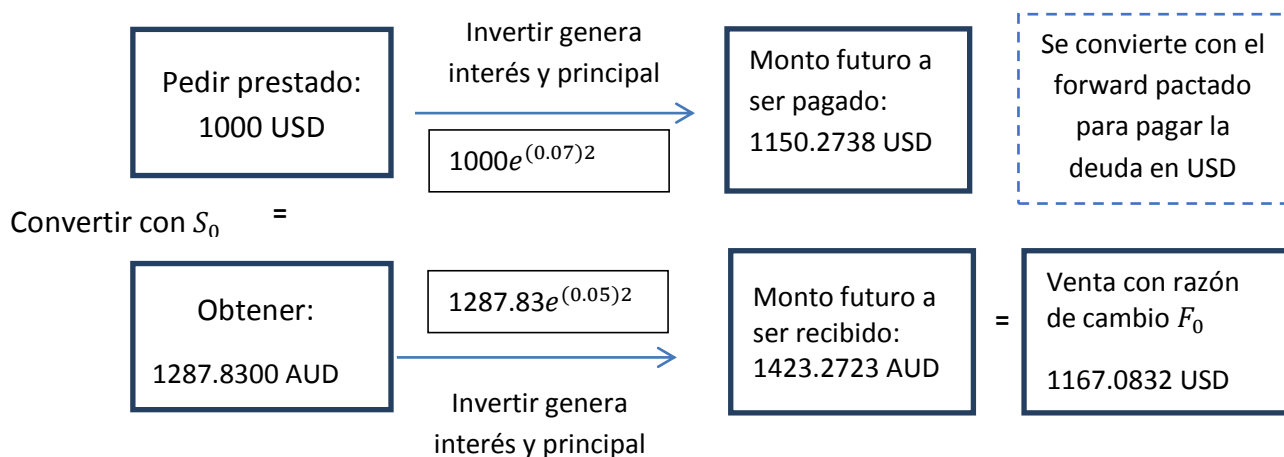 Pedir prestado:
1000 USD
Invertir genera
interés y principal
1000e^{(0.07)2}
Monto futuro a
ser pagado:
1150.2738 USD
Se convierte con el
forward pactado
para pagar la
deuda en USD
Convertir con S_0 =
Obtener:
1287.8300 AUD
1287.83e^{(0.05)2}
Invertir genera
interés y principal
Monto futuro a
ser recibido:
1423.2723 AUD
=
Venta con razón
de cambio F_0
1167.0832 USD